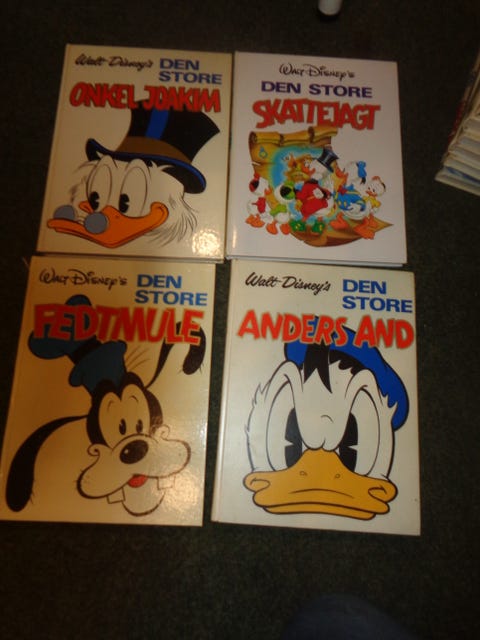 Walt Disney's DEN
STORE
ONKEL JOAKIM
WALT DISNEY'S
DEN STORE
SKATTEJAGT
WALT DISNEY'S DEN
STORE
FEDTMULE
Walt Disney's DEN
STORE
ANDERS AND